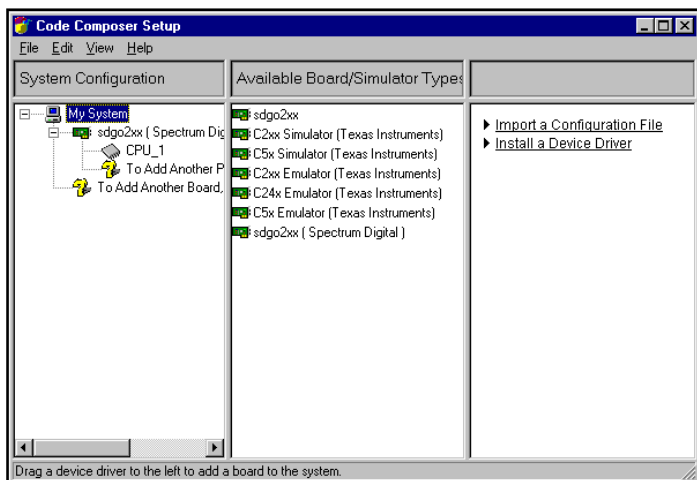 Code Composer Setup
File Edit View Help
System Configuration
Available Board/Simulator Types
My System
sdgo2xx ( Spectrum Dig
CPU_1
To Add Another P
To Add Another Board,
sdgo2xx
C2xx Simulator (Texas Instruments)
C5x Simulator (Texas Instruments)
C2xx Emulator (Texas Instruments)
C24x Emulator (Texas Instruments)
C5x Emulator (Texas Instruments)
sdgo2xx ( Spectrum Digital )
Import a Configuration File
Install a Device Driver
Drag a device driver to the left to add a board to the system.